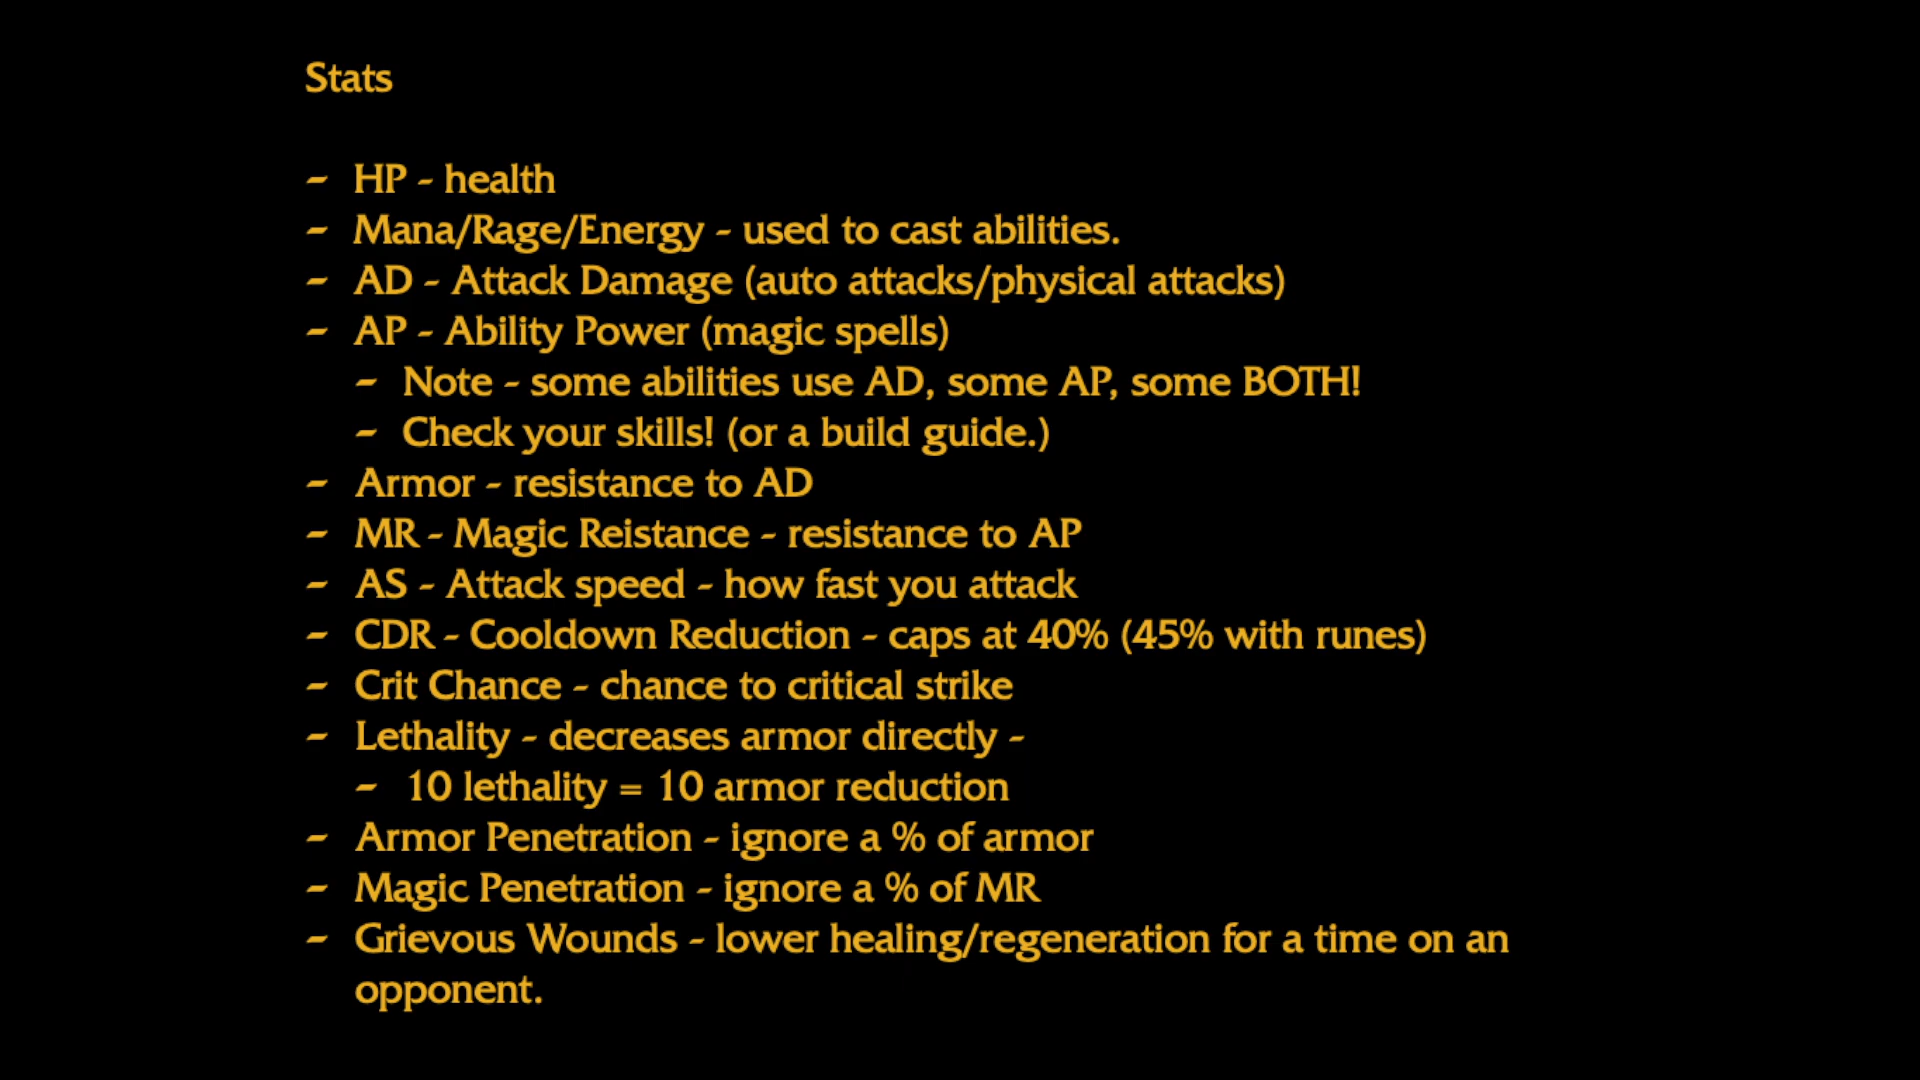 Stats
- HP - health
- Mana/Rage/Energy - used to cast abilities.
- AD - Attack Damage (auto attacks/physical attacks)
- AP - Ability Power (magic spells)
- Note - some abilities use AD, some AP, some BOTH!
- Check your skills! (or a build guide.)
- Armor - resistance to AD
- MR - Magic Reistance - resistance to AP
- AS - Attack speed - how fast you attack
- CDR - Cooldown Reduction - caps at 40% (45% with runes)
- Crit Chance - chance to critical strike
- Lethality - decreases armor directly -
- 10 lethality = 10 armor reduction
- Armor Penetration - ignore a % of armor
- Magic Penetration - ignore a % of MR
- Grievous Wounds - lower healing/regeneration for a time on an
opponent.